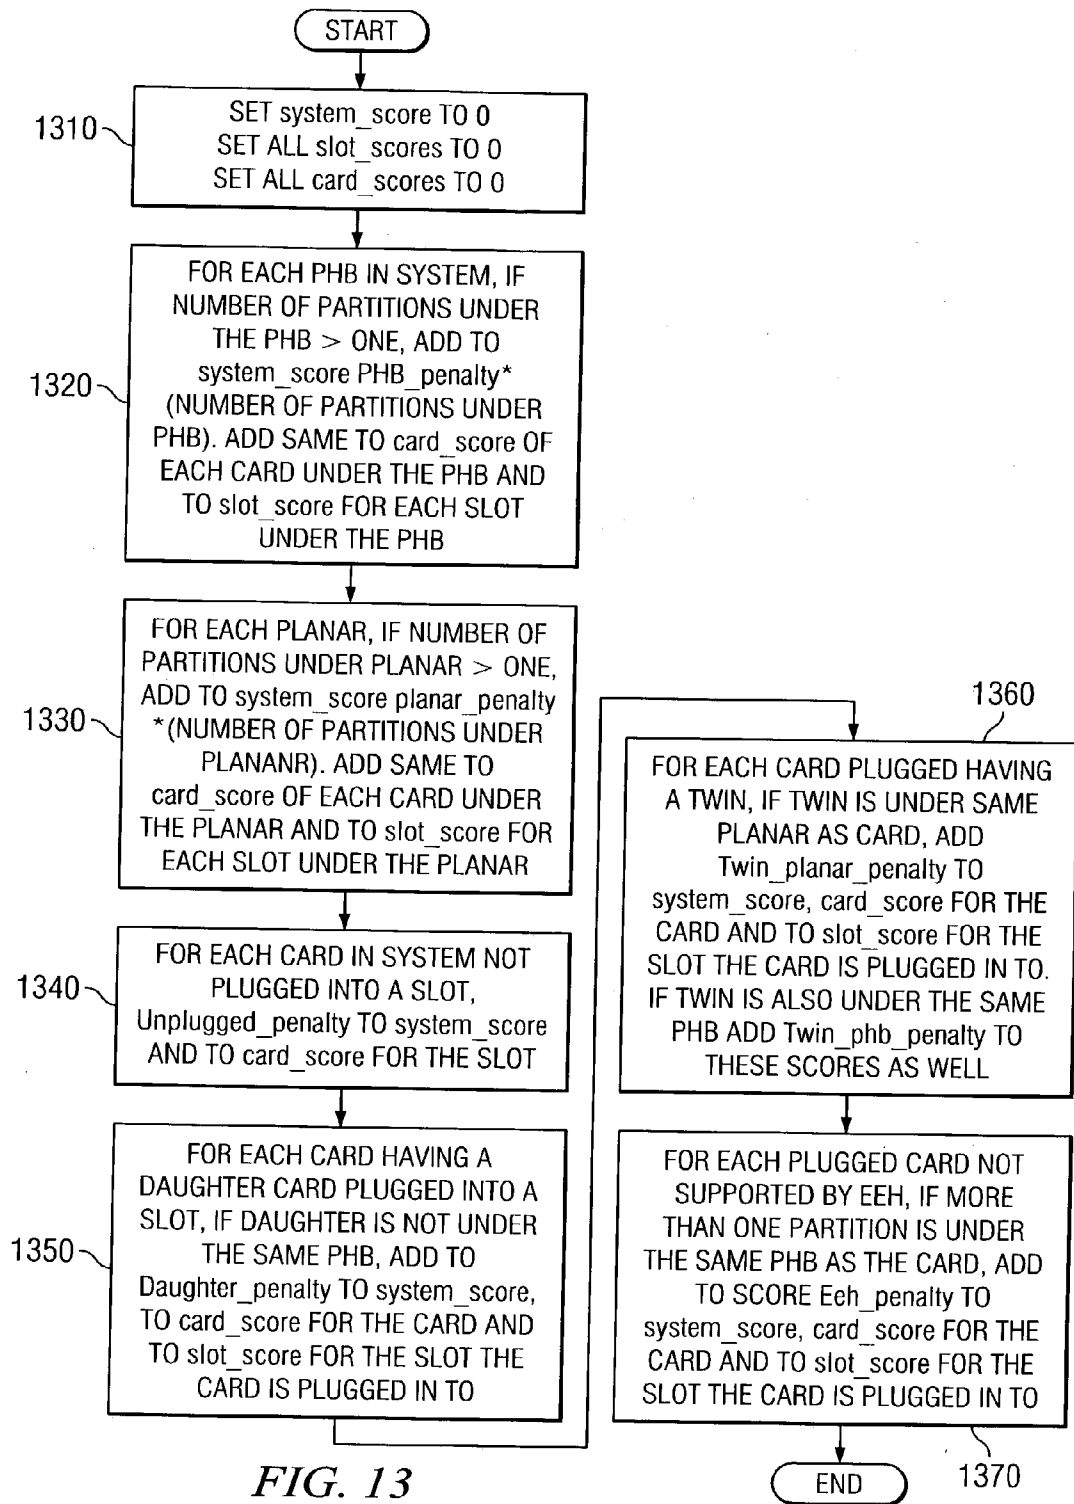 START
1310
SET system_score TO 0
SET ALL slot_scores TO 0
SET ALL card_scores TO 0
1320
FOR EACH PHB IN SYSTEM, IF
NUMBER OF PARTITIONS UNDER
THE PHB > ONE, ADD TO
system_score PHB_penalty*
(NUMBER OF PARTITIONS UNDER
PHB). ADD SAME TO card_score OF
EACH CARD UNDER THE PHB AND
TO slot_score FOR EACH SLOT
UNDER THE PHB
1330
FOR EACH PLANAR, IF NUMBER OF
PARTITIONS UNDER PLANAR > ONE,
ADD TO system_score planar_penalty
*(NUMBER OF PARTITIONS UNDER
PLANANR). ADD SAME TO
card_score OF EACH CARD UNDER
THE PLANAR AND TO slot_score FOR
EACH SLOT UNDER THE PLANAR
1340
FOR EACH CARD IN SYSTEM NOT
PLUGGED INTO A SLOT,
Unplugged_penalty TO system_score
AND TO card_score FOR THE SLOT
1350
FOR EACH CARD HAVING A
DAUGHTER CARD PLUGGED INTO A
SLOT, IF DAUGHTER IS NOT UNDER
THE SAME PHB, ADD TO
Daughter_penalty TO system_score,
TO card_score FOR THE CARD AND
TO slot_score FOR THE SLOT THE
CARD IS PLUGGED IN TO
1360
FOR EACH CARD PLUGGED HAVING
A TWIN, IF TWIN IS UNDER SAME
PLANAR AS CARD, ADD
Twin_planar_penalty TO
system_score, card_score FOR THE
CARD AND TO slot_score FOR THE
SLOT THE CARD IS PLUGGED IN TO.
IF TWIN IS ALSO UNDER THE SAME
PHB ADD Twin_phb_penalty TO
THESE SCORES AS WELL
FOR EACH PLUGGED CARD NOT
SUPPORTED BY EEH, IF MORE
THAN ONE PARTITION IS UNDER
THE SAME PHB AS THE CARD, ADD
TO SCORE Eeh_penalty TO
system_score, card_score FOR THE
CARD AND TO slot_score FOR THE
SLOT THE CARD IS PLUGGED IN TO
1370
END
FIG. 13